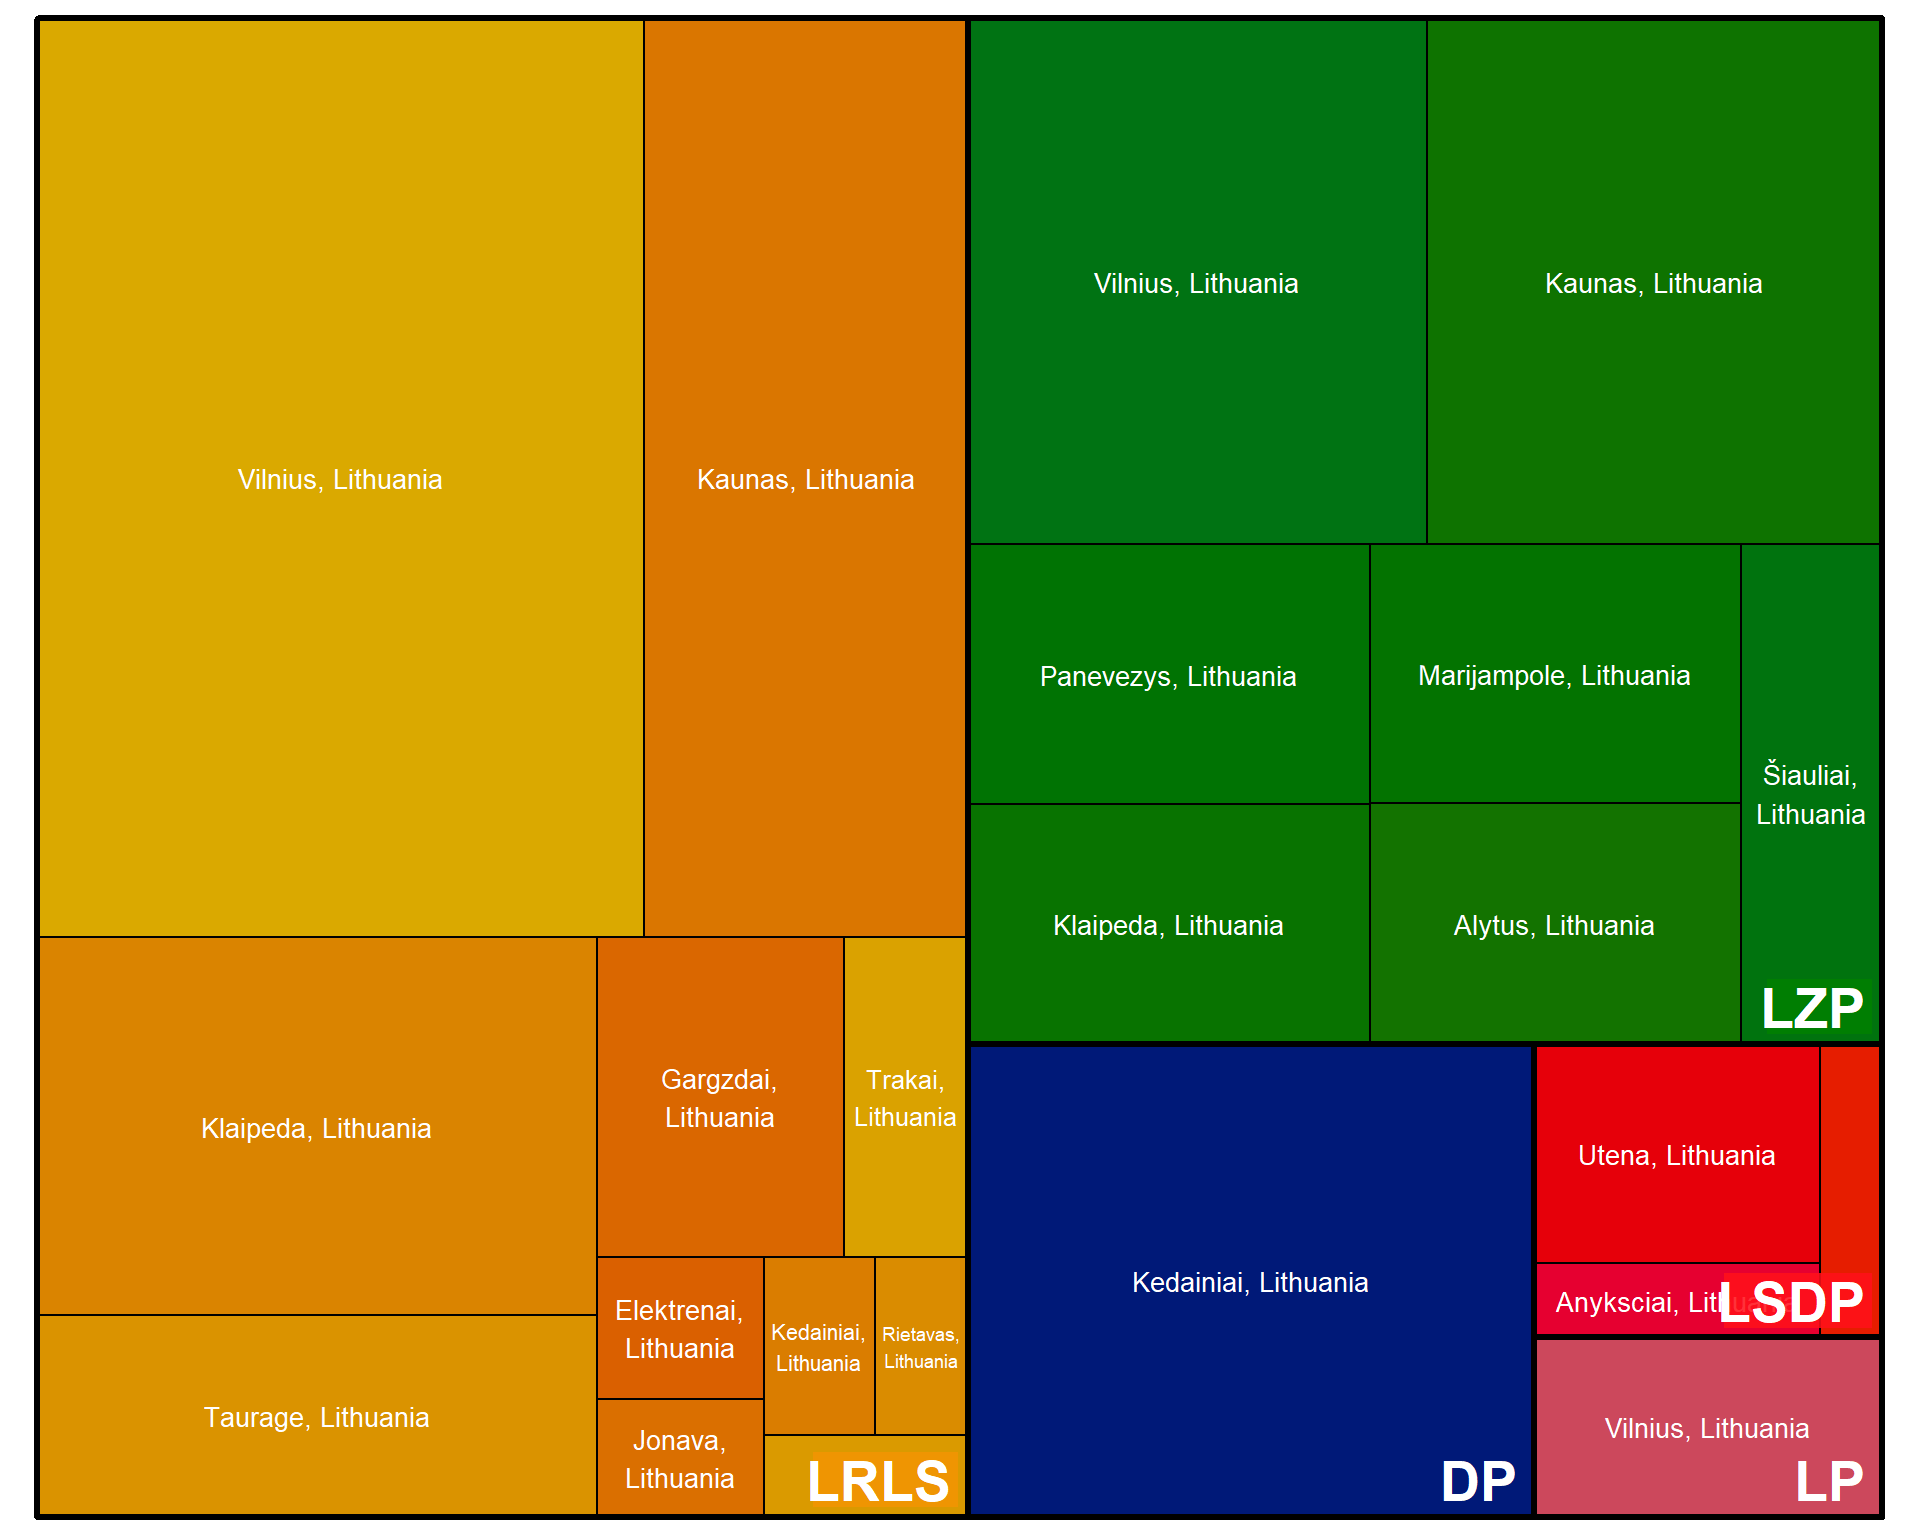 Vilnius, Lithuania
Kaunas, Lithuania
Klaipeda, Lithuania
Taurage, Lithuania
Gargzdai,
Lithuania
Trakai,
Lithuania
Elektrenai,
Lithuania
Jonava,
Lithuania
Kedainiai,
Lithuania
Rietavas,
Lithuania
LRLS
Vilnius, Lithuania
Kaunas, Lithuania
Panevezys, Lithuania
Marijampole, Lithuania
Klaipeda, Lithuania
Alytus, Lithuania
Šiauliai,
Lithuania
LZP
Kedainiai, Lithuania
DP
Utena, Lithuania
Anyksciai, Lithuania
LSDP
Vilnius, Lithuania
LP